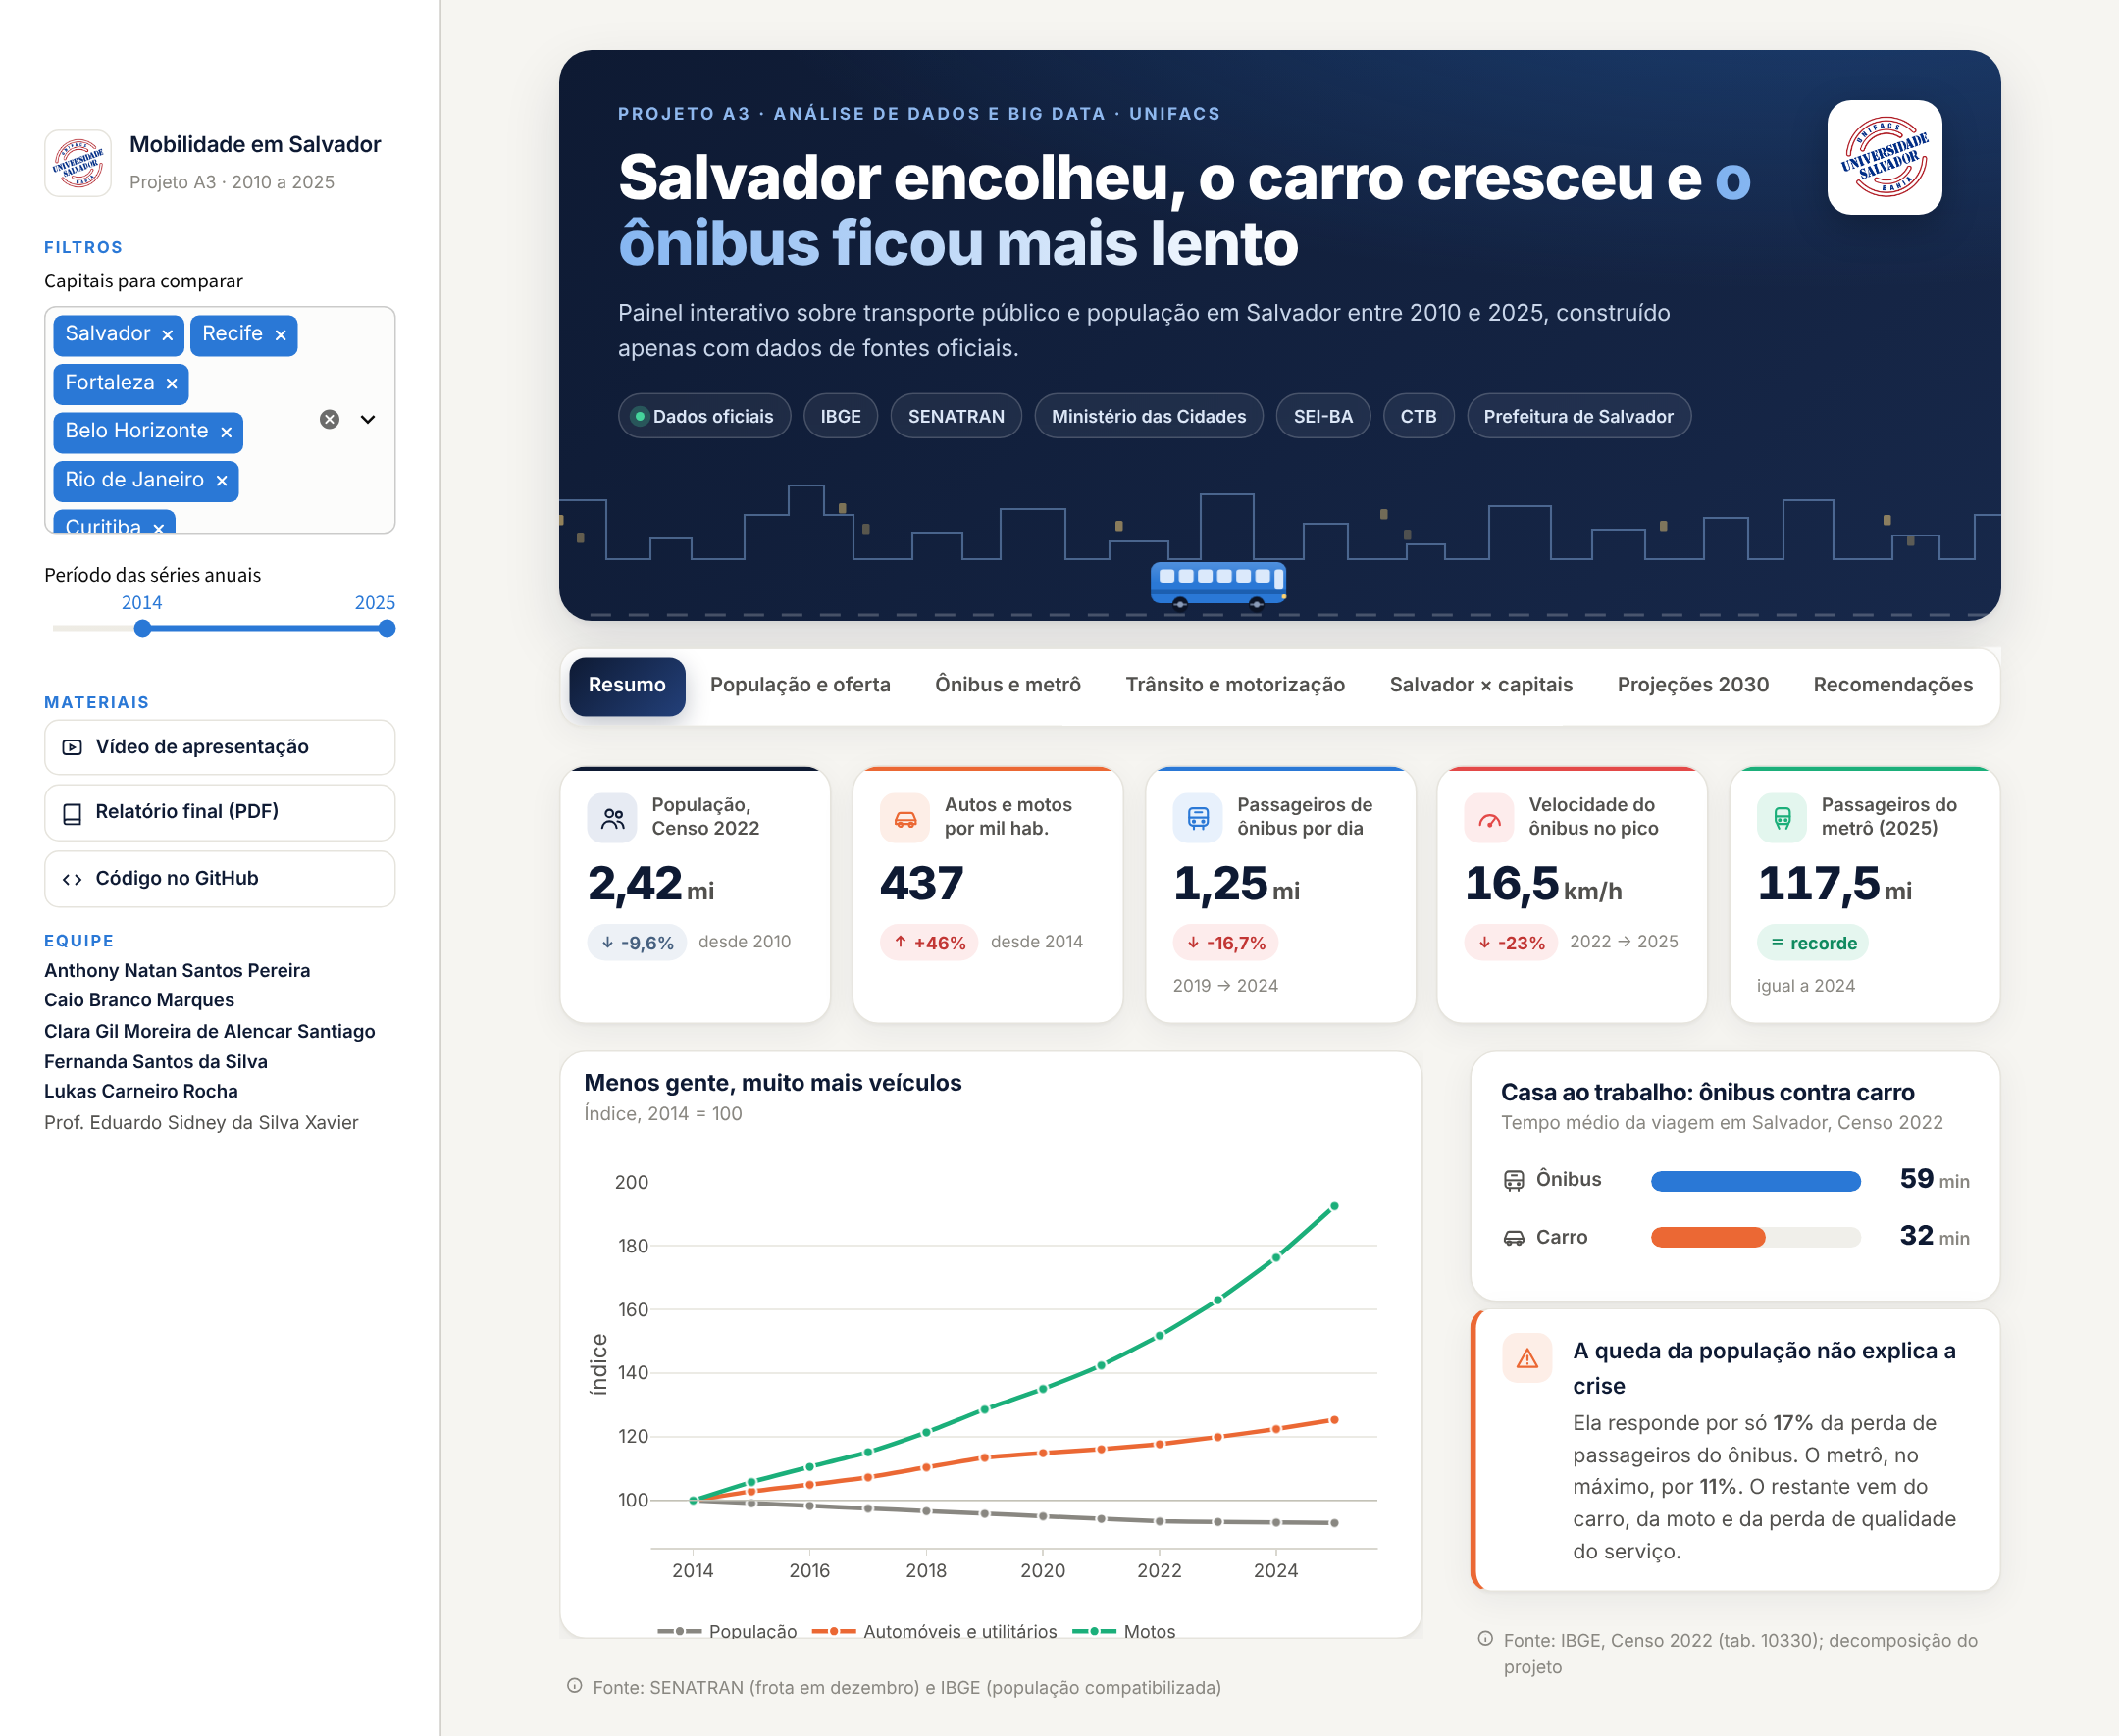 UNIFACS
UNIVERSIDADE
SALVADOR
BAHIA
Mobilidade em Salvador
Projeto A3 · 2010 a 2025
FILTROS
Capitais para comparar
Salvador × Recife ×
Fortaleza ×
Belo Horizonte ×
Rio de Janeiro ×
Curitiba ×
Período das séries anuais
2014 2025
MATERIAIS
Vídeo de apresentação
Relatório final (PDF)
Código no GitHub
EQUIPE
Anthony Natan Santos Pereira
Caio Branco Marques
Clara Gil Moreira de Alencar Santiago
Fernanda Santos da Silva
Lukas Carneiro Rocha
Prof. Eduardo Sidney da Silva Xavier
PROJETO A3 · ANÁLISE DE DADOS E BIG DATA · UNIFACS
Salvador encolheu, o carro cresceu e o
ônibus ficou mais lento
UNIFACS
UNIVERSIDADE
SALVADOR
BAHIA
Painel interativo sobre transporte público e população em Salvador entre 2010 e 2025, construído
apenas com dados de fontes oficiais.
Dados oficiais IBGE SENATRAN Ministério das Cidades SEI-BA CTB Prefeitura de Salvador
Resumo População e oferta Ônibus e metrô Trânsito e motorização Salvador × capitais Projeções 2030 Recomendações
População,
Censo 2022
2,42 mi
↓ -9,6% desde 2010
Autos e motos
por mil hab.
437
↑ +46% desde 2014
Passageiros de
ônibus por dia
1,25 mi
↓ -16,7%
2019 → 2024
Velocidade do
ônibus no pico
16,5 km/h
↓ -23% 2022 → 2025
Passageiros do
metrô (2025)
117,5 mi
= recorde
igual a 2024
Menos gente, muito mais veículos
Índice, 2014 = 100
200
180
160
140
120
100
índice
2014 2016 2018 2020 2022 2024
População Automóveis e utilitários Motos
Fonte: SENATRAN (frota em dezembro) e IBGE (população compatibilizada)
Casa ao trabalho: ônibus contra carro
Tempo médio da viagem em Salvador, Censo 2022
Ônibus 59 min
Carro 32 min
A queda da população não explica a
crise
Ela responde por só 17% da perda de
passageiros do ônibus. O metrô, no
máximo, por 11%. O restante vem do
carro, da moto e da perda de qualidade
do serviço.
Fonte: IBGE, Censo 2022 (tab. 10330); decomposição do
projeto